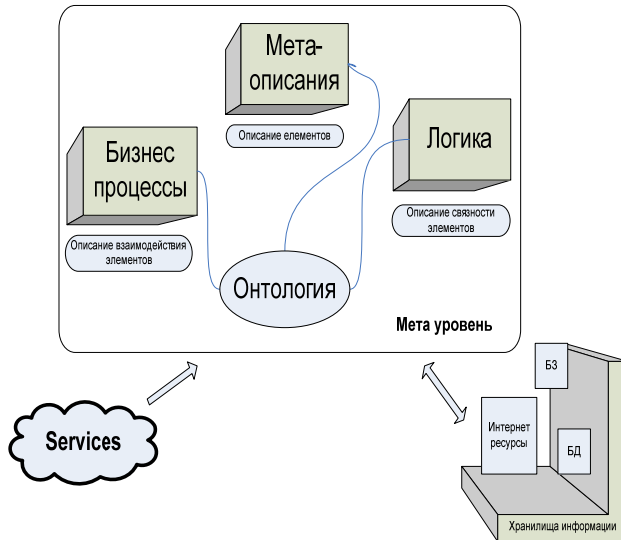 Мета-
описания
Описание елементов
Логика
Описание связности
элементов
Бизнес
процессы
Описание взаимодействия
элементов
Онтология
Мета уровень
Services
БЗ
Интернет
ресурсы
БД
Хранилища информации